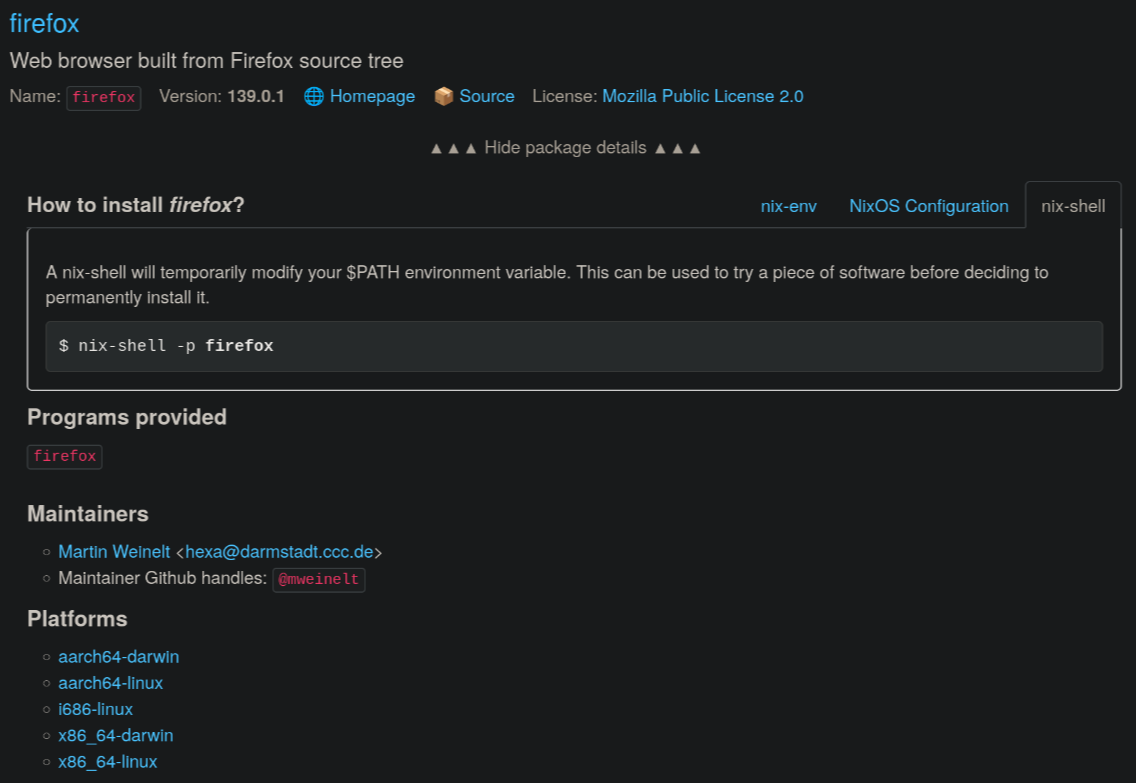 firefox
Web browser built from Firefox source tree
Name: firefox Version: 139.0.1 Homepage Source License: Mozilla Public License 2.0
▲ ▲ ▲ Hide package details ▲ ▲ ▲
How to install firefox? nix-env NixOS Configuration nix-shell
A nix-shell will temporarily modify your $PATH environment variable. This can be used to try a piece of software before deciding to
permanently install it.
$ nix-shell -p firefox
Programs provided
firefox
Maintainers
Martin Weinelt <hexa@darmstadt.ccc.de>
Maintainer Github handles: @mweinelt
Platforms
aarch64-darwin
aarch64-linux
i686-linux
x86_64-darwin
x86_64-linux